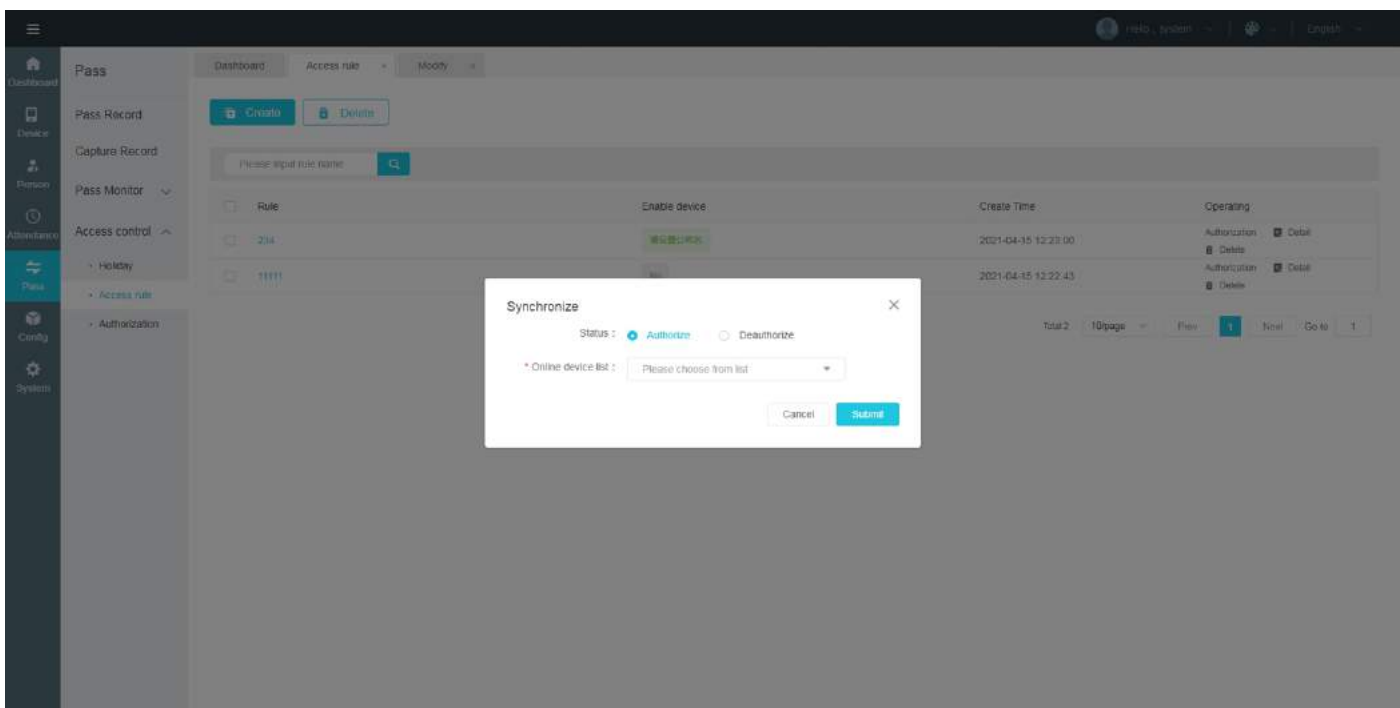 Hello , system English
Dashboard
Device
Person
Attendance
Pass
Config
System
Pass
Pass Record
Capture Record
Pass Monitor
Access control
Holiday
Access rule
Authorization
Dashboard Access rule × Modify ×
Create Delete
Please input rule name
Rule Enable device Create Time Operating
234 2021-04-15 12:23:00 Authorization Detail
Delete
11111 No 2021-04-15 12:22:43 Authorization Detail
Delete
Total 2 10/page Prev 1 Next Go to 1
Synchronize
Status : Authorize Deauthorize
* Online device list : Please choose from list
Cancel Submit